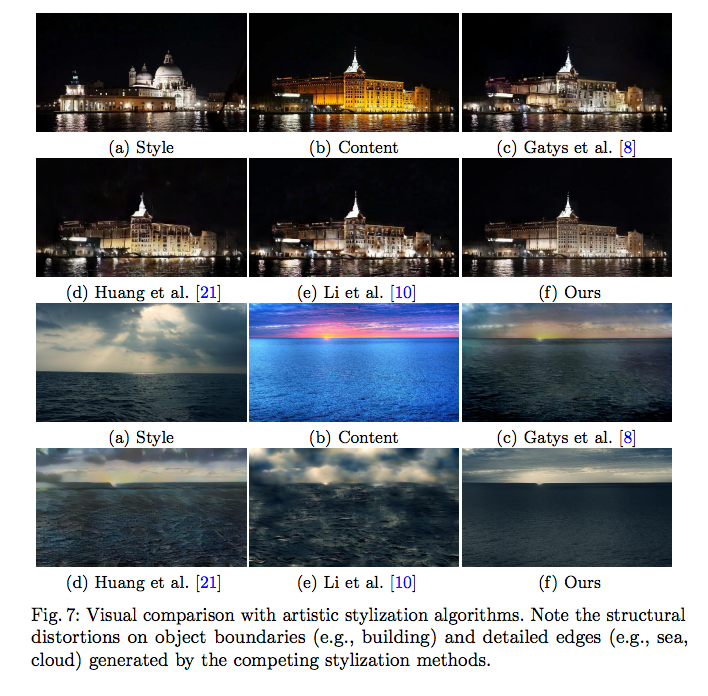 (a) Style
(b) Content
(c) Gatys et al. [8]
(d) Huang et al. [21]
(e) Li et al. [10]
(f) Ours
(a) Style
(b) Content
(c) Gatys et al. [8]
(d) Huang et al. [21]
(e) Li et al. [10]
(f) Ours
Fig. 7: Visual comparison with artistic stylization algorithms. Note the structural
distortions on object boundaries (e.g., building) and detailed edges (e.g., sea,
cloud) generated by the competing stylization methods.